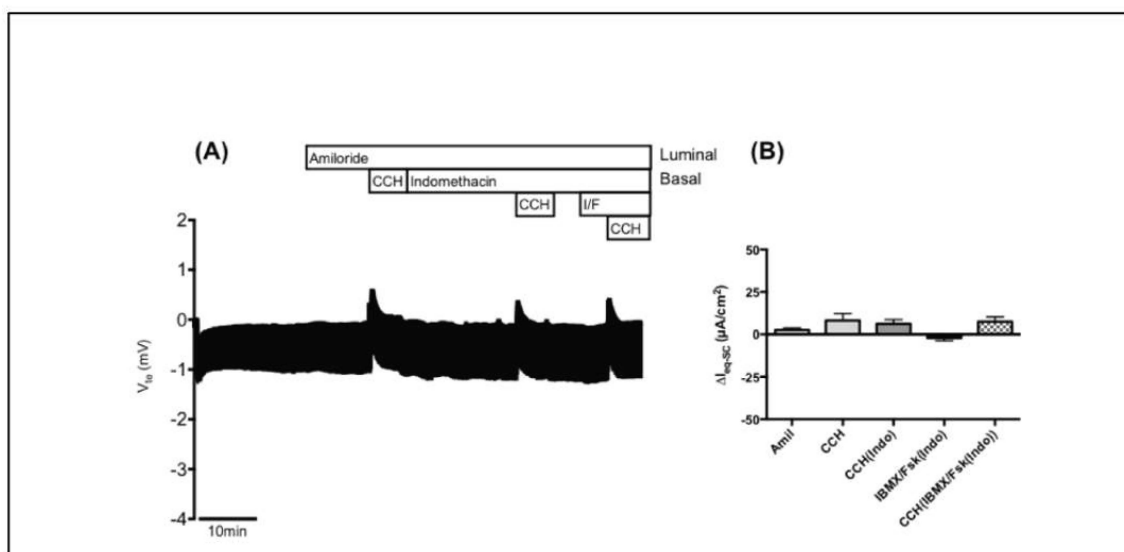 (A)
Amiloride
Luminal
CCH
Indomethacin
Basal
CCH
I/F
CCH
2
1
0
-1
-2
-3
-4
V_te (mV)
10min
(B)
50
25
0
-25
-50
ΔI_eq-SC (µA/cm²)
Amil
CCH
CCH(Indo)
IBMX/Fsk(Indo)
CCH(IBMX/Fsk(Indo))